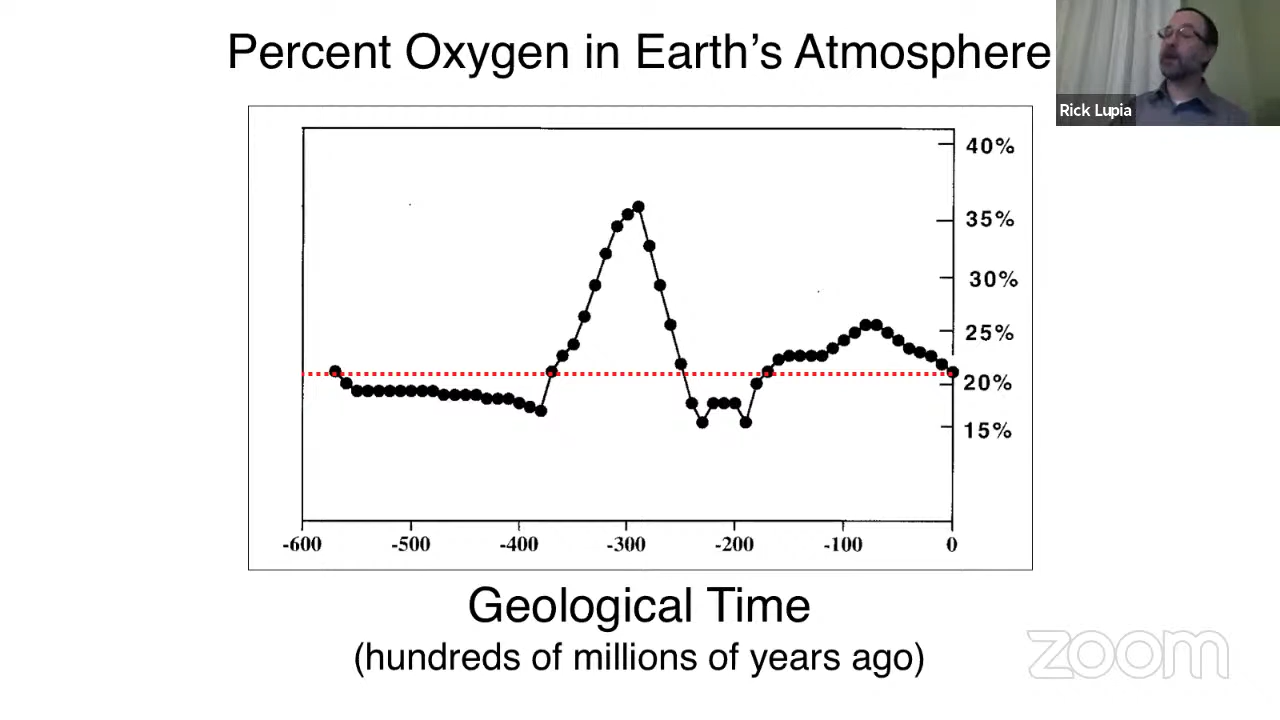 Percent Oxygen in Earth's Atmosphere
Rick Lupia
40%
35%
30%
25%
20%
15%
-600 -500 -400 -300 -200 -100 0
Geological Time
(hundreds of millions of years ago)
zoom